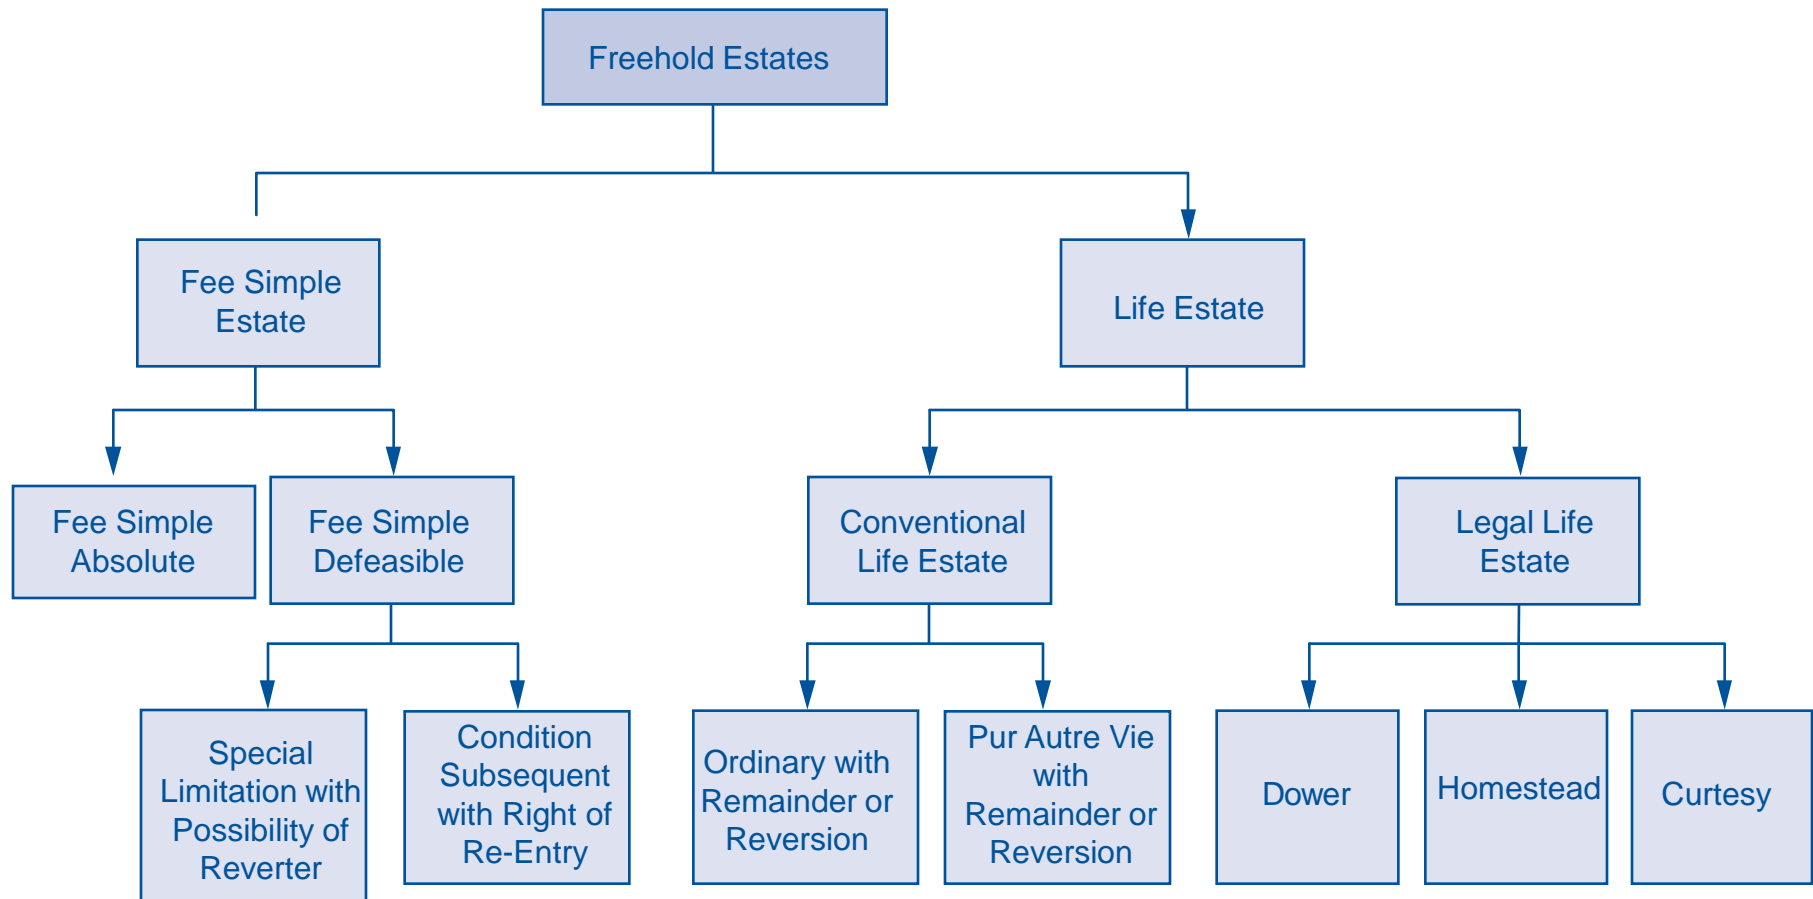 Freehold Estates
Fee Simple
Estate
Life Estate
Fee Simple
Absolute
Fee Simple
Defeasible
Conventional
Life Estate
Legal Life
Estate
Special
Limitation with
Possibility of
Reverter
Condition
Subsequent
with Right of
Re-Entry
Ordinary with
Remainder or
Reversion
Pur Autre Vie
with
Remainder or
Reversion
Dower
Homestead
Curtesy